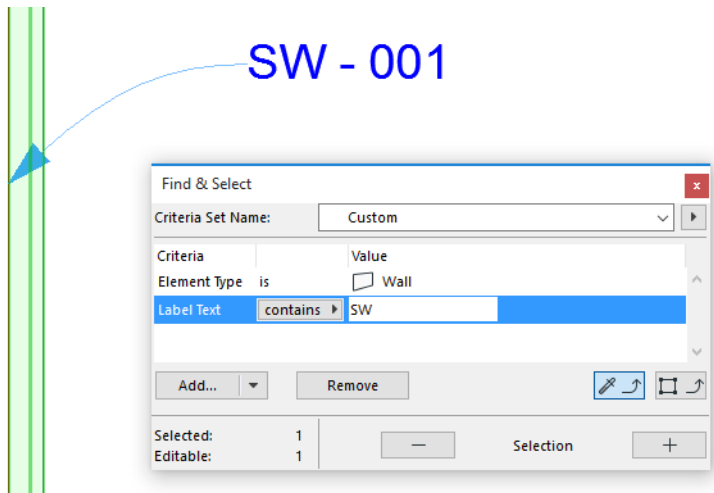 SW - 001
Find & Select
x
Criteria Set Name: Custom
Criteria Value
Element Type is Wall
Label Text contains SW
Add... Remove
Selected: 1
Editable: 1
— Selection +